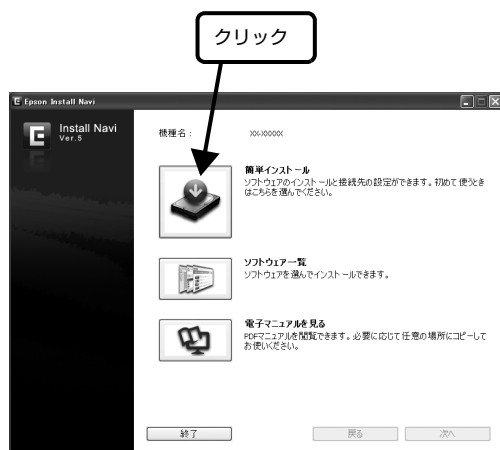 クリック
Epson Install Navi
Install Navi
Ver.5
機種名：
XX-XXXXX
簡単インストール
ソフトウェアのインストールと接続先の設定ができます。初めて使うとき
はこちらを選んでください。
ソフトウェア一覧
ソフトウェアを選んでインストールできます。
電子マニュアルを見る
PDFマニュアルを閲覧できます。必要に応じて任意の場所にコピーして
お使いください。
終了
戻る
次へ